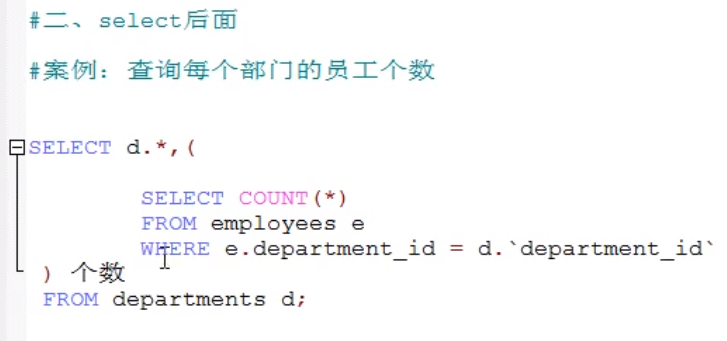 #二、select后面
#案例：查询每个部门的员工个数
SELECT d.*,(
SELECT COUNT(*)
FROM employees e
WHERE e.department_id = d.`department_id`
) 个数
FROM departments d;